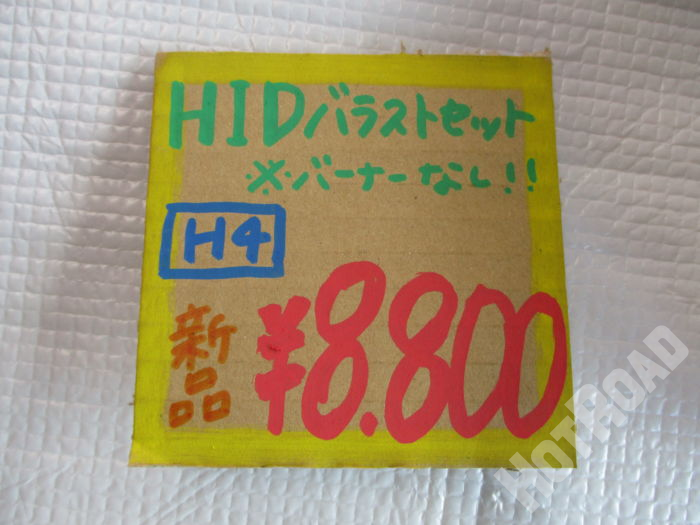 HIDバラストセット
※バーナーなし!!
H4
新品
¥8.800
HOTROAD